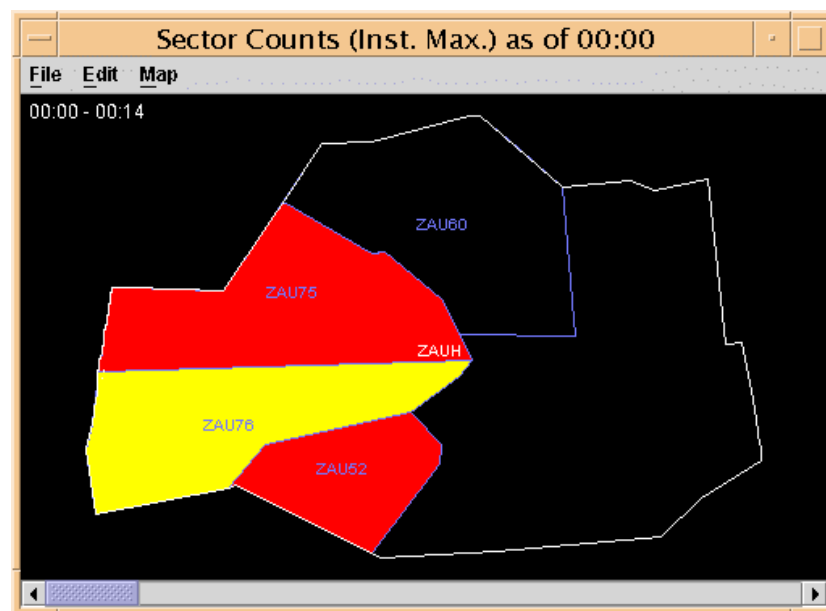 Sector Counts (Inst. Max.) as of 00:00
File Edit Map
00:00 - 00:14
ZAU60
ZAU75
ZAUH
ZAU76
ZAU52